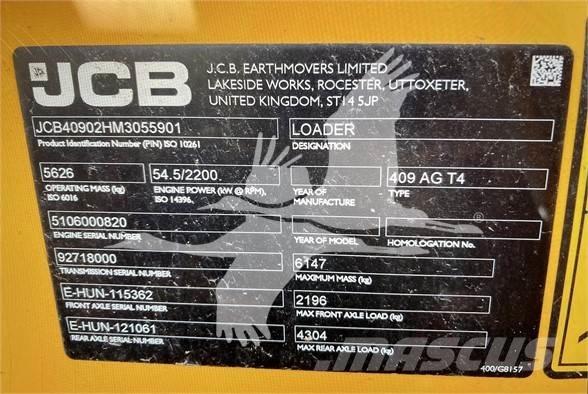 JCB
J.C.B. EARTHMOVERS LIMITED
LAKESIDE WORKS, ROCESTER, UTTOXETER,
UNITED KINGDOM, ST14 5JP
JCB40902HM3055901
Product Identification Number (PIN) ISO 10261
LOADER
DESIGNATION
5626
OPERATING MASS (kg)
ISO 6016
54.5/2200.
ENGINE POWER (kW @ RPM),
ISO 14396.
YEAR OF
MANUFACTURE
409 AG T4
TYPE
5106000820
ENGINE SERIAL NUMBER
YEAR OF MODEL
HOMOLOGATION No.
92718000
TRANSMISSION SERIAL NUMBER
6147
MAXIMUM MASS (kg)
E-HUN-115362
FRONT AXLE SERIAL NUMBER
2196
MAX FRONT AXLE LOAD (kg)
E-HUN-121061
REAR AXLE SERIAL NUMBER
4304
MAX REAR AXLE LOAD (kg)
400/G8157
MASCUS